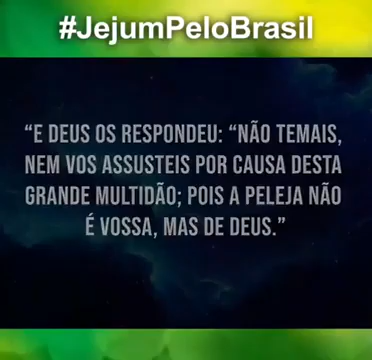 #JejumPeloBrasil
“E DEUS OS RESPONDEU: “NÃO TEMAIS,
NEM VOS ASSUSTEIS POR CAUSA DESTA
GRANDE MULTIDÃO; POIS A PELEJA NÃO
É VOSSA, MAS DE DEUS.”